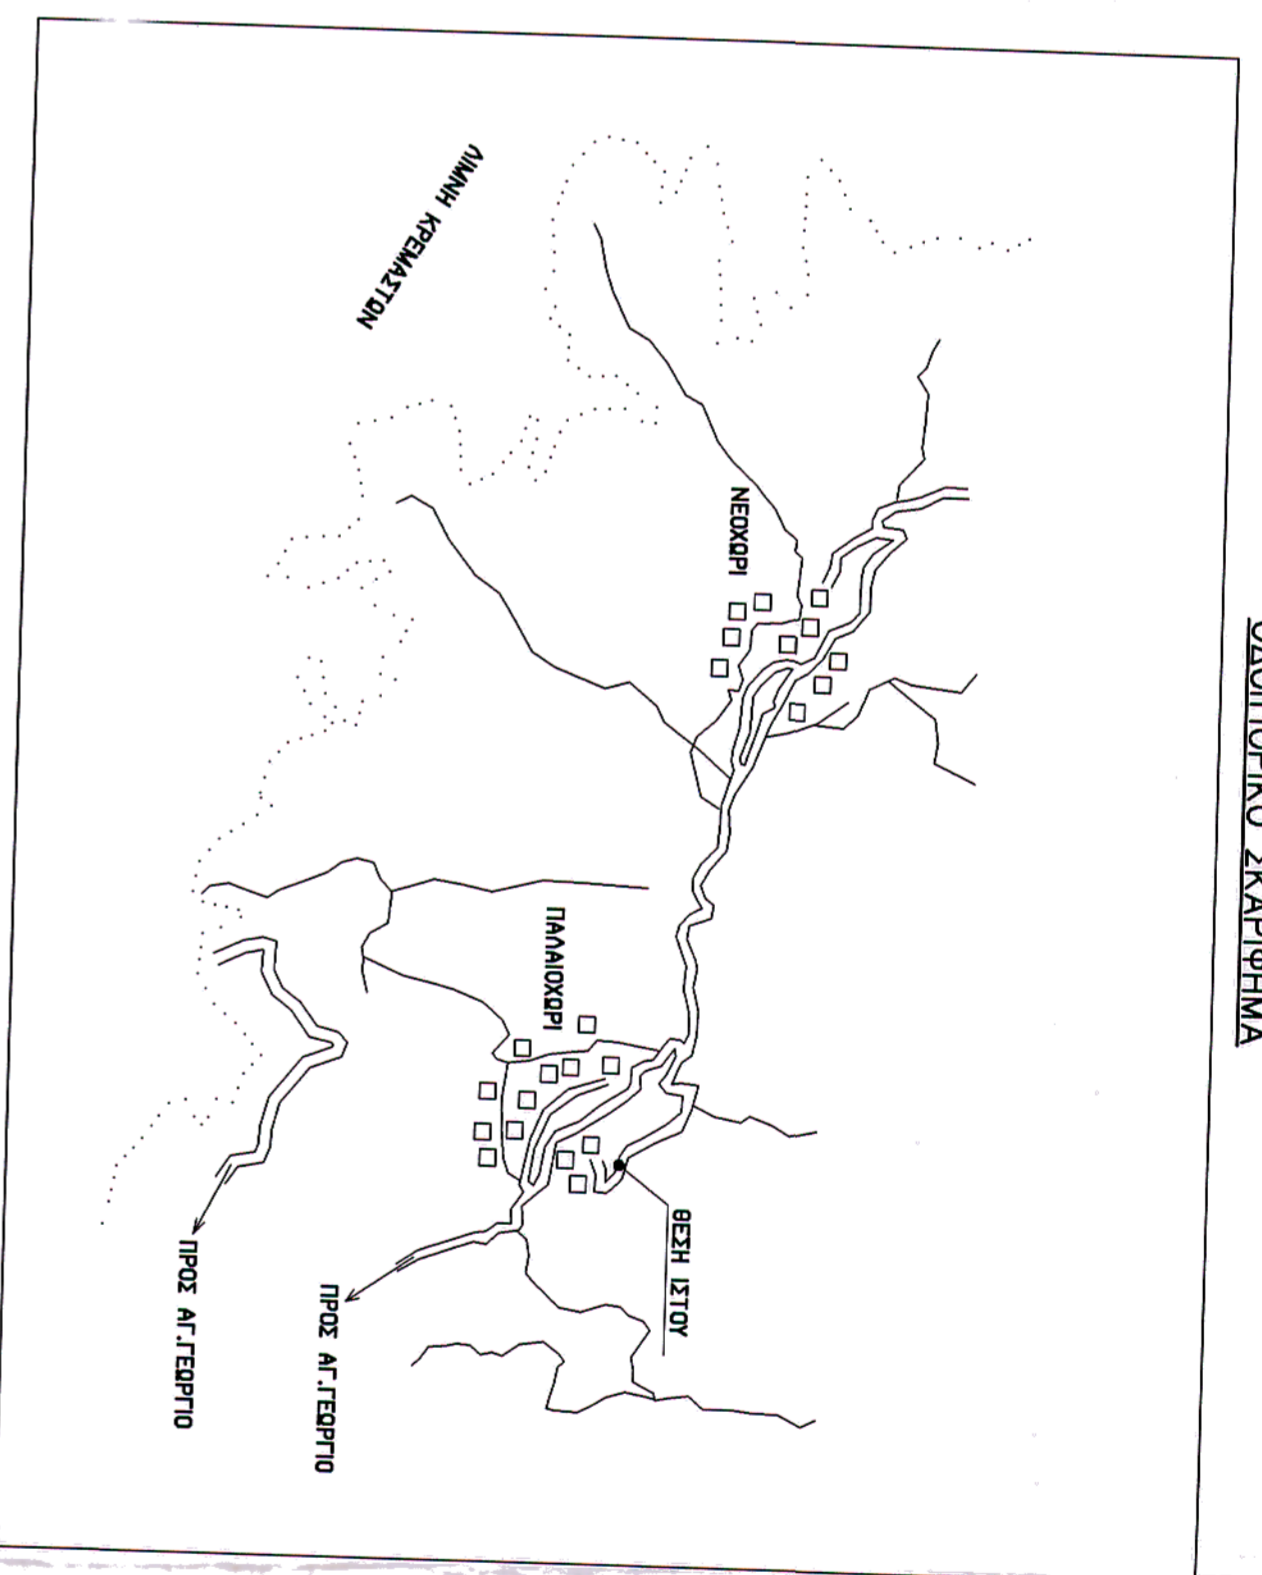 ΟΔΟΙΠΟΡΙΚΟ ΣΚΑΡΙΦΗΜΑ
ΝΕΟΧΩΡΙ
ΛΙΜΝΗ ΚΡΕΜΑΣΤΩΝ
ΠΑΛΑΙΟΧΩΡΙ
ΘΕΣΗ ΙΣΤΟΥ
ΠΡΟΣ ΑΓ.ΓΕΩΡΓΙΟ
ΠΡΟΣ ΑΓ.ΓΕΩΡΓΙΟ